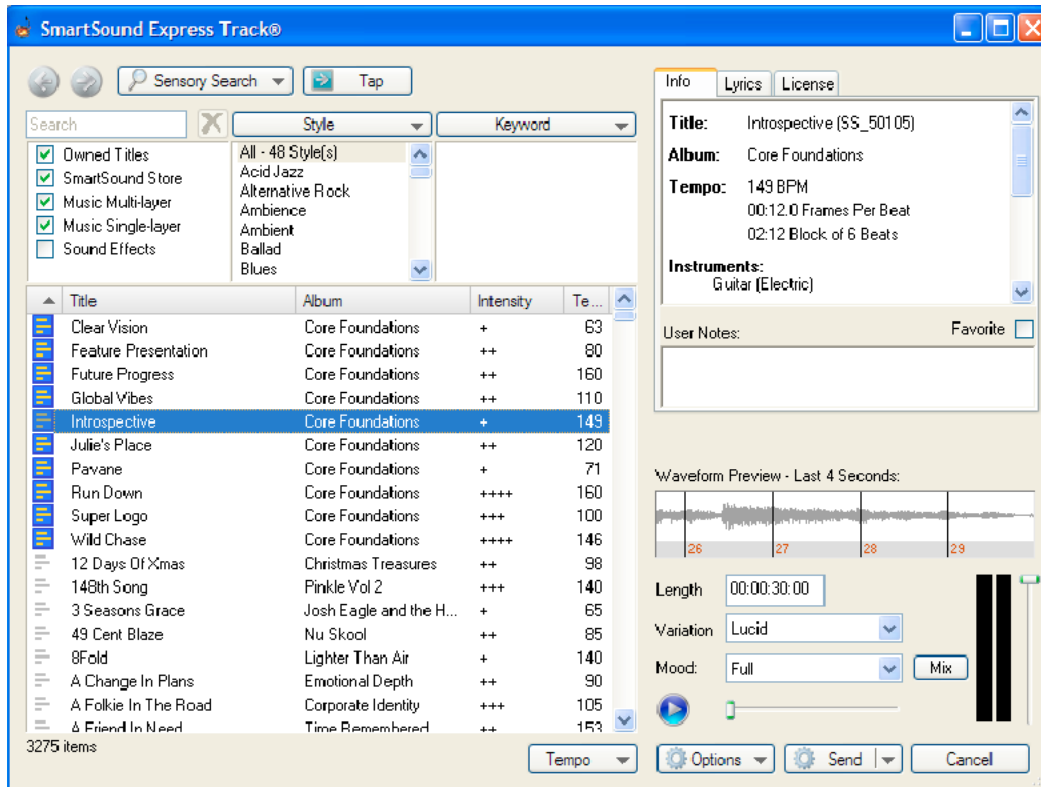 SmartSound Express Track®
Sensory Search
Tap
Search
Style
Keyword
Owned Titles
SmartSound Store
Music Multi-layer
Music Single-layer
Sound Effects
All - 48 Style(s)
Acid Jazz
Alternative Rock
Ambience
Ambient
Ballad
Blues
Title Album Intensity Te...
Clear Vision Core Foundations + 63
Feature Presentation Core Foundations ++ 80
Future Progress Core Foundations ++ 160
Global Vibes Core Foundations ++ 110
Introspective Core Foundations + 149
Julie's Place Core Foundations ++ 120
Pavane Core Foundations + 71
Run Down Core Foundations ++++ 160
Super Logo Core Foundations +++ 100
Wild Chase Core Foundations ++++ 146
12 Days Of Xmas Christmas Treasures ++ 98
148th Song Pinkle Vol 2 +++ 140
3 Seasons Grace Josh Eagle and the H... + 65
49 Cent Blaze Nu Skool ++ 85
8Fold Lighter Than Air + 140
A Change In Plans Emotional Depth ++ 90
A Folkie In The Road Corporate Identity +++ 105
A Friend In Need Time Remembered ++ 153
3275 items
Tempo
Info Lyrics License
Title: Introspective (SS_50105)
Album: Core Foundations
Tempo: 149 BPM
00:12.0 Frames Per Beat
02:12 Block of 6 Beats
Instruments:
Guitar (Electric)
User Notes: Favorite
Waveform Preview - Last 4 Seconds:
26 27 28 29
Length 00:00:30:00
Variation Lucid
Mood: Full Mix
Options Send Cancel